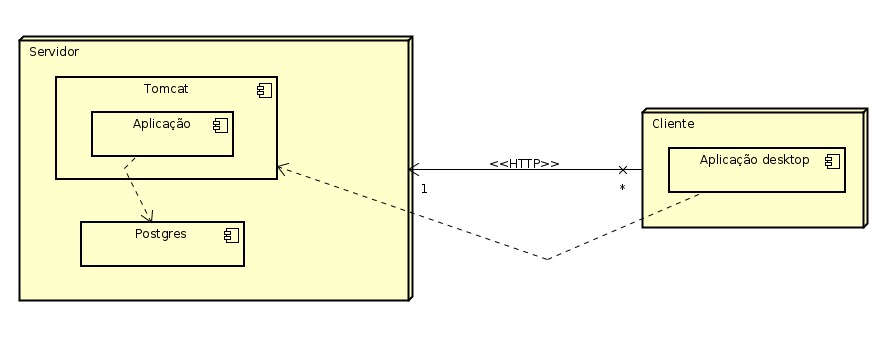 Servidor
Tomcat
Aplicação
Postgres
<<HTTP>>
1
*
Cliente
Aplicação desktop